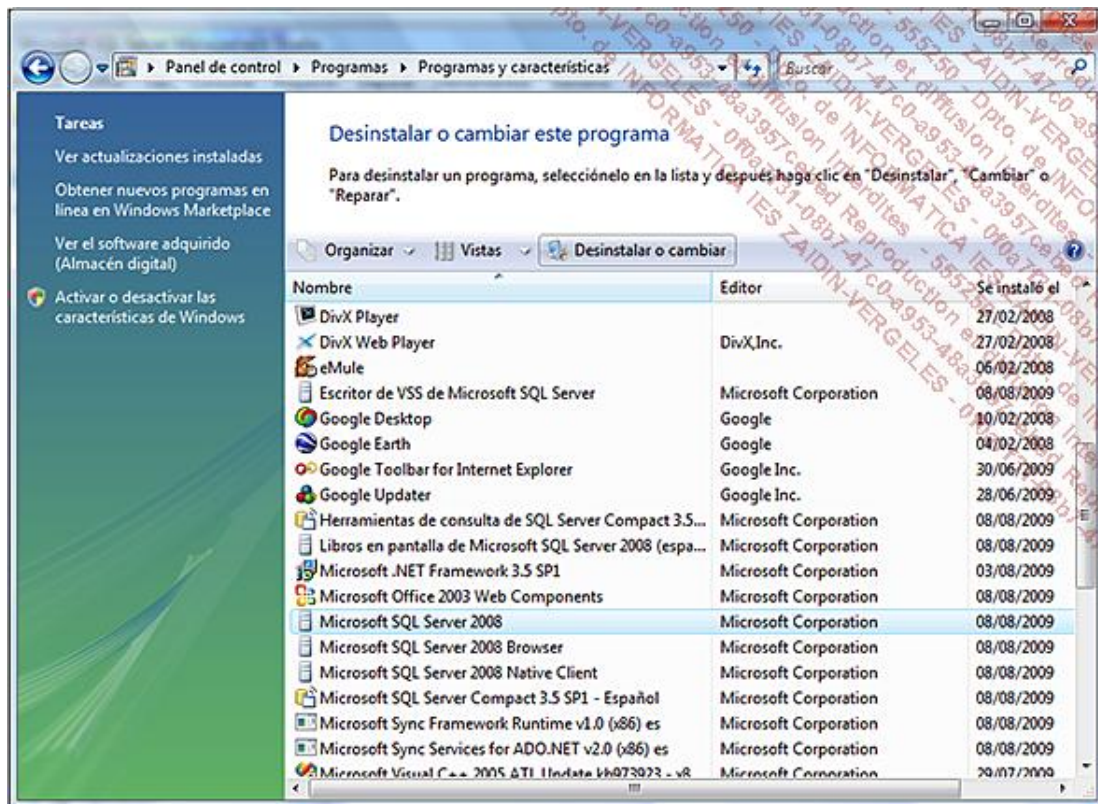 Panel de control ▸ Programas ▸ Programas y características
Buscar
Tareas
Ver actualizaciones instaladas
Obtener nuevos programas en
línea en Windows Marketplace
Ver el software adquirido
(Almacén digital)
Activar o desactivar las
características de Windows
Desinstalar o cambiar este programa
Para desinstalar un programa, selecciónelo en la lista y después haga clic en "Desinstalar", "Cambiar" o
"Reparar".
Organizar Vistas Desinstalar o cambiar
Nombre Editor Se instaló el
DivX Player 27/02/2008
DivX Web Player DivX,Inc. 27/02/2008
eMule 06/02/2008
Escritor de VSS de Microsoft SQL Server Microsoft Corporation 08/08/2009
Google Desktop Google 10/02/2008
Google Earth Google 04/02/2008
Google Toolbar for Internet Explorer Google Inc. 30/06/2009
Google Updater Google Inc. 28/06/2009
Herramientas de consulta de SQL Server Compact 3.5... Microsoft Corporation 08/08/2009
Libros en pantalla de Microsoft SQL Server 2008 (espa... Microsoft Corporation 08/08/2009
Microsoft .NET Framework 3.5 SP1 Microsoft Corporation 03/08/2009
Microsoft Office 2003 Web Components Microsoft Corporation 08/08/2009
Microsoft SQL Server 2008 Microsoft Corporation 08/08/2009
Microsoft SQL Server 2008 Browser Microsoft Corporation 08/08/2009
Microsoft SQL Server 2008 Native Client Microsoft Corporation 08/08/2009
Microsoft SQL Server Compact 3.5 SP1 - Español Microsoft Corporation 08/08/2009
Microsoft Sync Framework Runtime v1.0 (x86) es Microsoft Corporation 08/08/2009
Microsoft Sync Services for ADO.NET v2.0 (x86) es Microsoft Corporation 08/08/2009
Microsoft Visual C++ 2005 ATL Update kb973923 - x8 Microsoft Corporation 29/07/2009